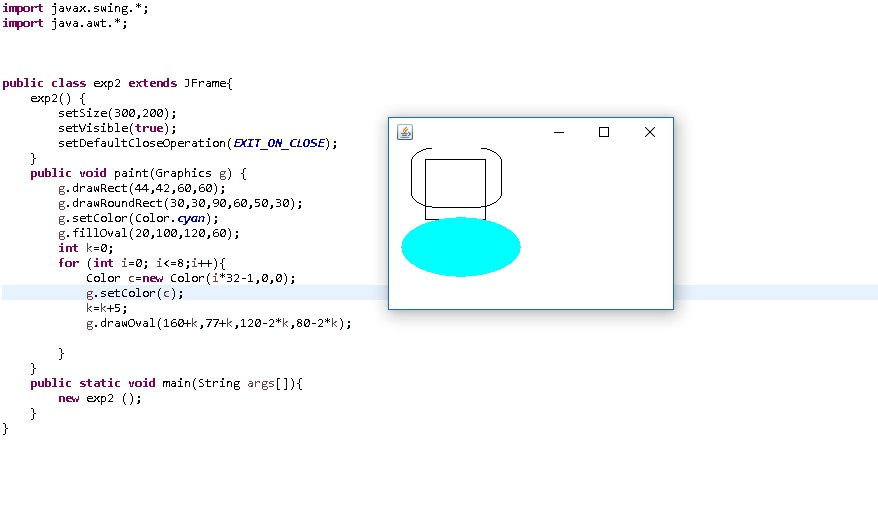 import javax.swing.*;
import java.awt.*;
public class exp2 extends JFrame{
    exp2() {
        setSize(300,200);
        setVisible(true);
        setDefaultCloseOperation(EXIT_ON_CLOSE);
    }
    public void paint(Graphics g) {
        g.drawRect(44,42,60,60);
        g.drawRoundRect(30,30,90,60,50,30);
        g.setColor(Color.cyan);
        g.fillOval(20,100,120,60);
        int k=0;
        for (int i=0; i<=8;i++){
            Color c=new Color(i*32-1,0,0);
            g.setColor(c);
            k=k+5;
            g.drawOval(160+k,77+k,120-2*k,80-2*k);
        }
    }
    public static void main(String args[]){
        new exp2 ();
    }
}